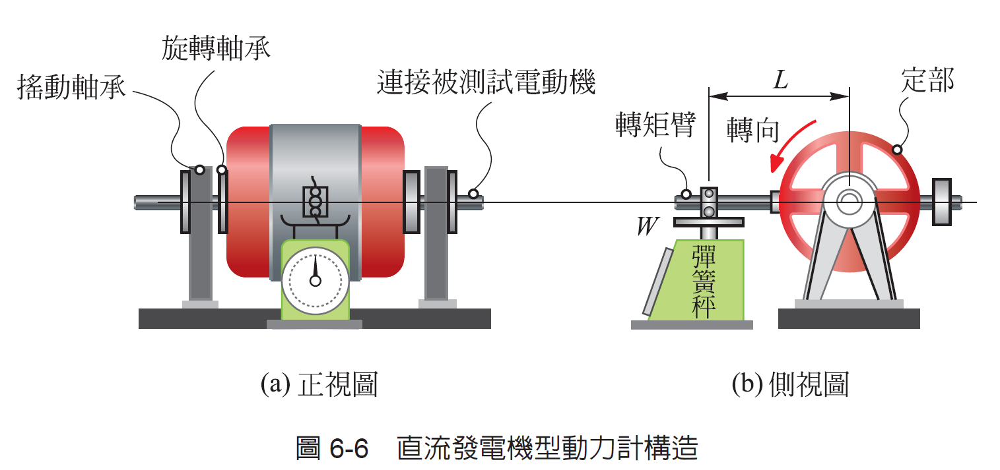 旋轉軸承
搖動軸承
連接被測試電動機
L
定部
轉矩臂
轉向
W
彈簧秤
(a) 正視圖
(b) 側視圖
圖 6-6 直流發電機型動力計構造